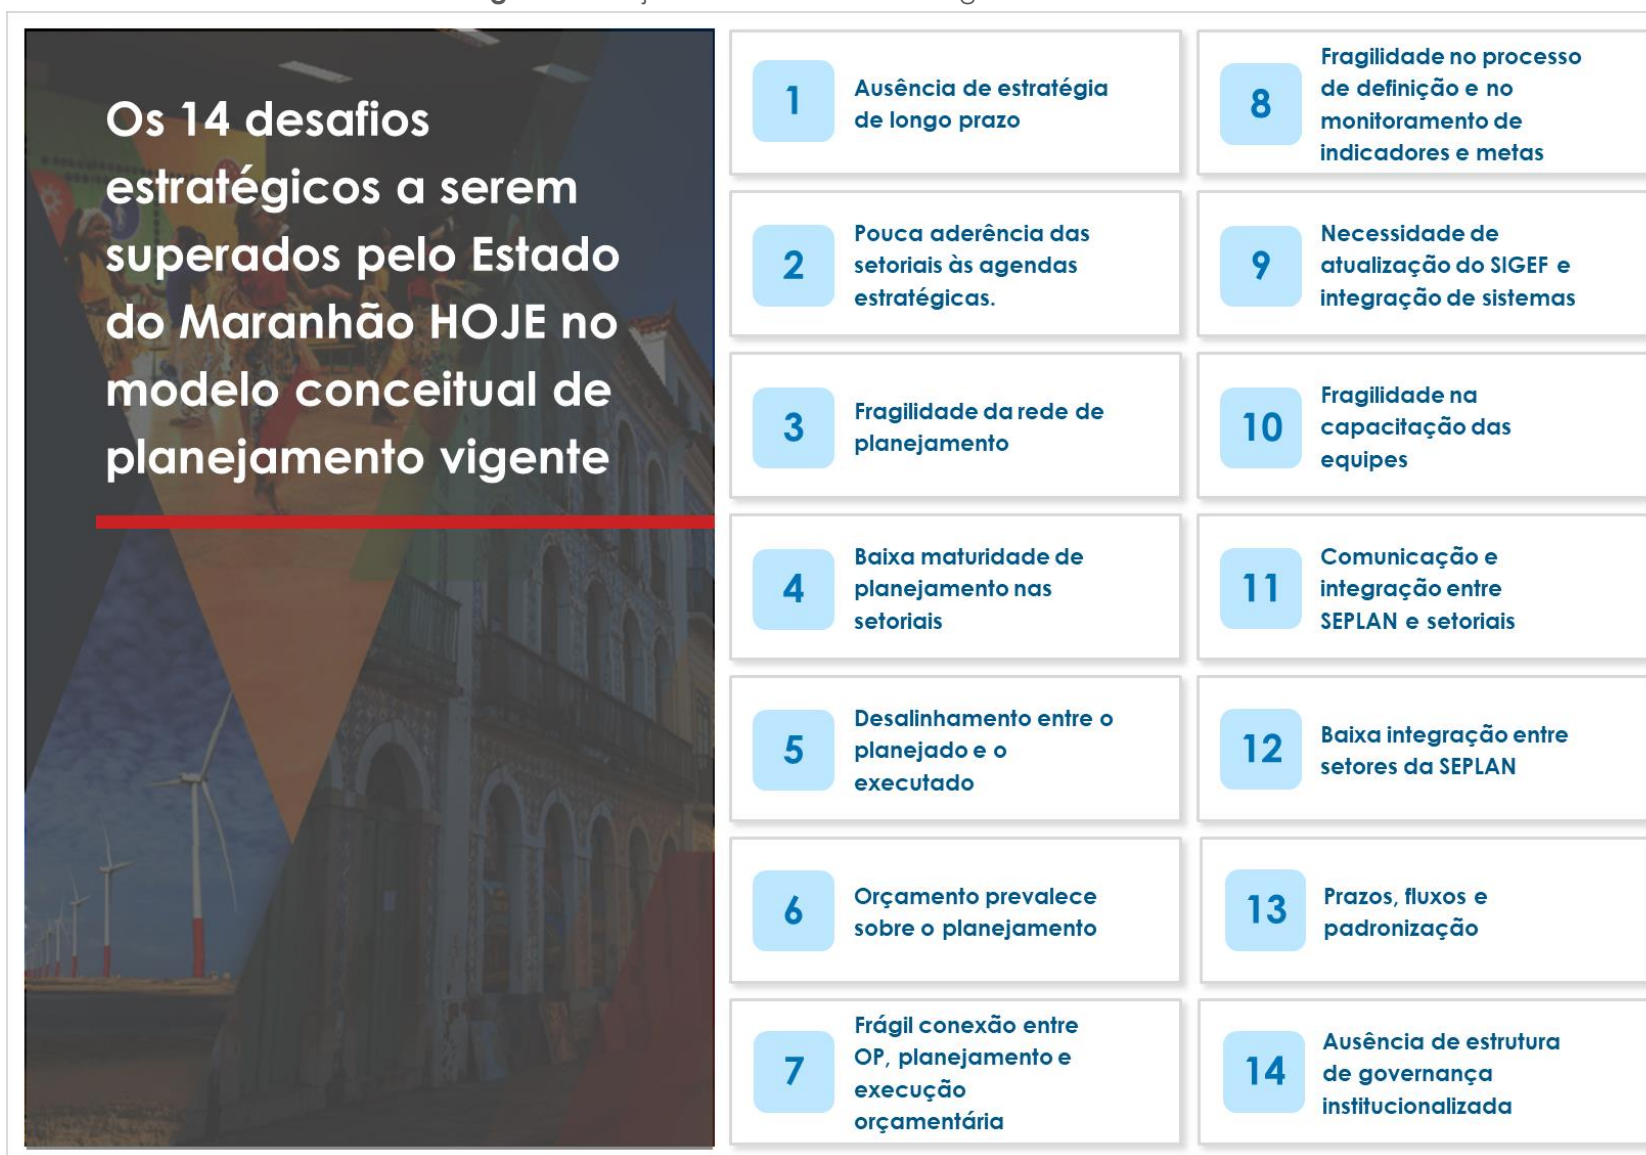 Os 14 desafios
estratégicos a serem
superados pelo Estado
do Maranhão HOJE no
modelo conceitual de
planejamento vigente
1
Ausência de estratégia
de longo prazo
2
Pouca aderência das
setoriais às agendas
estratégicas.
3
Fragilidade da rede de
planejamento
4
Baixa maturidade de
planejamento nas
setoriais
5
Desalinhamento entre o
planejado e o
executado
6
Orçamento prevalece
sobre o planejamento
7
Frágil conexão entre
OP, planejamento e
execução
orçamentária
8
Fragilidade no processo
de definição e no
monitoramento de
indicadores e metas
9
Necessidade de
atualização do SIGEF e
integração de sistemas
10
Fragilidade na
capacitação das
equipes
11
Comunicação e
integração entre
SEPLAN e setoriais
12
Baixa integração entre
setores da SEPLAN
13
Prazos, fluxos e
padronização
14
Ausência de estrutura
de governança
institucionalizada